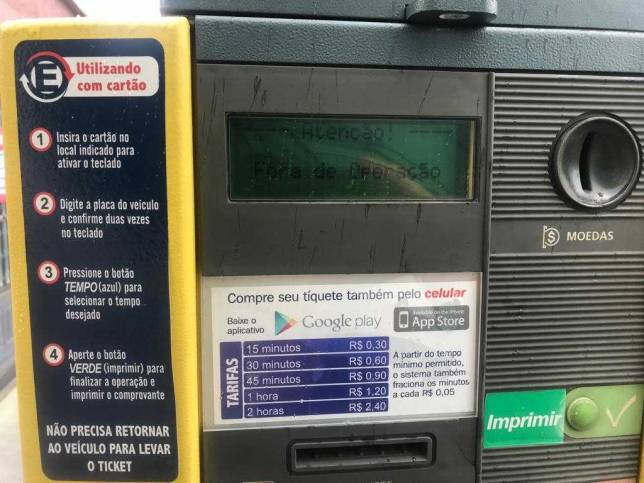 E Utilizando
com cartão
1 Insira o cartão no
local indicado para
ativar o teclado
2 Digite a placa do veículo
e confirme duas vezes
no teclado
3 Pressione o botão
TEMPO (azul) para
selecionar o tempo
desejado
4 Aperte o botão
VERDE (imprimir) para
finalizar a operação e
imprimir o comprovante
NÃO PRECISA RETORNAR
AO VEÍCULO PARA LEVAR
O TICKET
---- Atencao! ----
Fora de Operação
$ MOEDAS
Compre seu tíquete também pelo celular
Baixe o
aplicativo
Google play
Available on the iPhone
App Store
TARIFAS
15 minutos R$ 0,30
30 minutos R$ 0,60
45 minutos R$ 0,90
1 hora R$ 1,20
2 horas R$ 2,40
A partir do tempo
mínimo permitido,
o sistema também
fraciona os minutos
a cada R$ 0,05
Imprimir